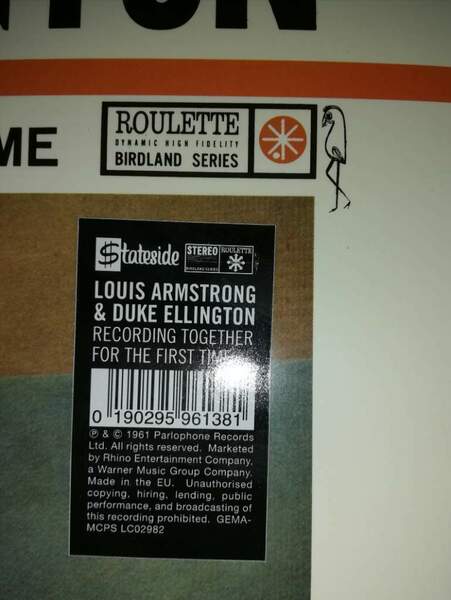 ME
ROULETTE
DYNAMIC HIGH FIDELITY
BIRDLAND SERIES
$tateside STEREO ROULETTE
BIRDLAND SERIES
LOUIS ARMSTRONG
& DUKE ELLINGTON
RECORDING TOGETHER
FOR THE FIRST TIME
0 190295 961381
℗ & © 1961 Parlophone Records
Ltd. All rights reserved. Marketed
by Rhino Entertainment Company,
a Warner Music Group Company.
Made in the EU. Unauthorised
copying, hiring, lending, public
performance, and broadcasting of
this recording prohibited. GEMA-
MCPS LC02982